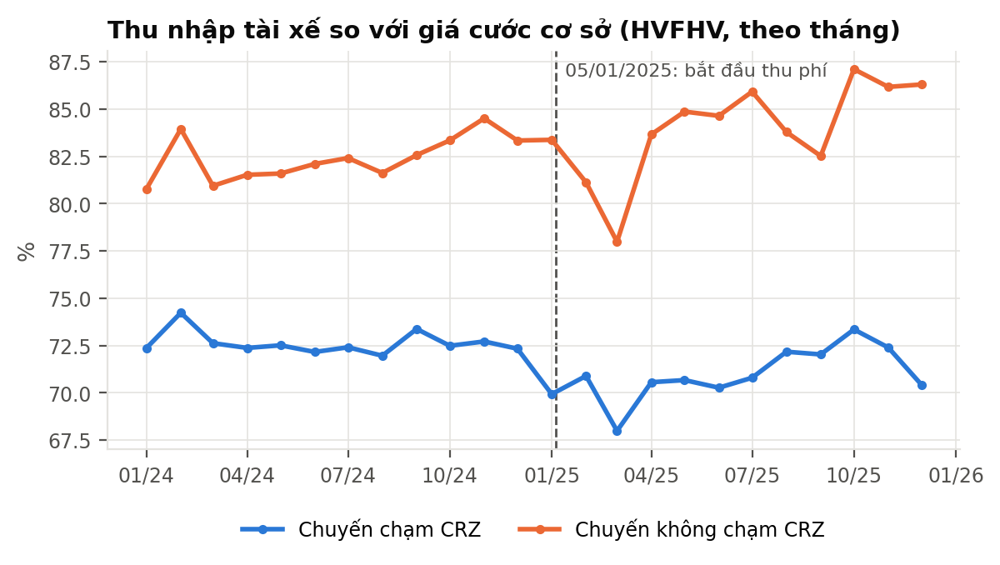 Thu nhập tài xế so với giá cước cơ sở (HVFHV, theo tháng)
87.5
05/01/2025: bắt đầu thu phí
85.0
82.5
80.0
77.5
%
75.0
72.5
70.0
67.5
01/24 04/24 07/24 10/24 01/25 04/25 07/25 10/25 01/26
Chuyến chạm CRZ Chuyến không chạm CRZ